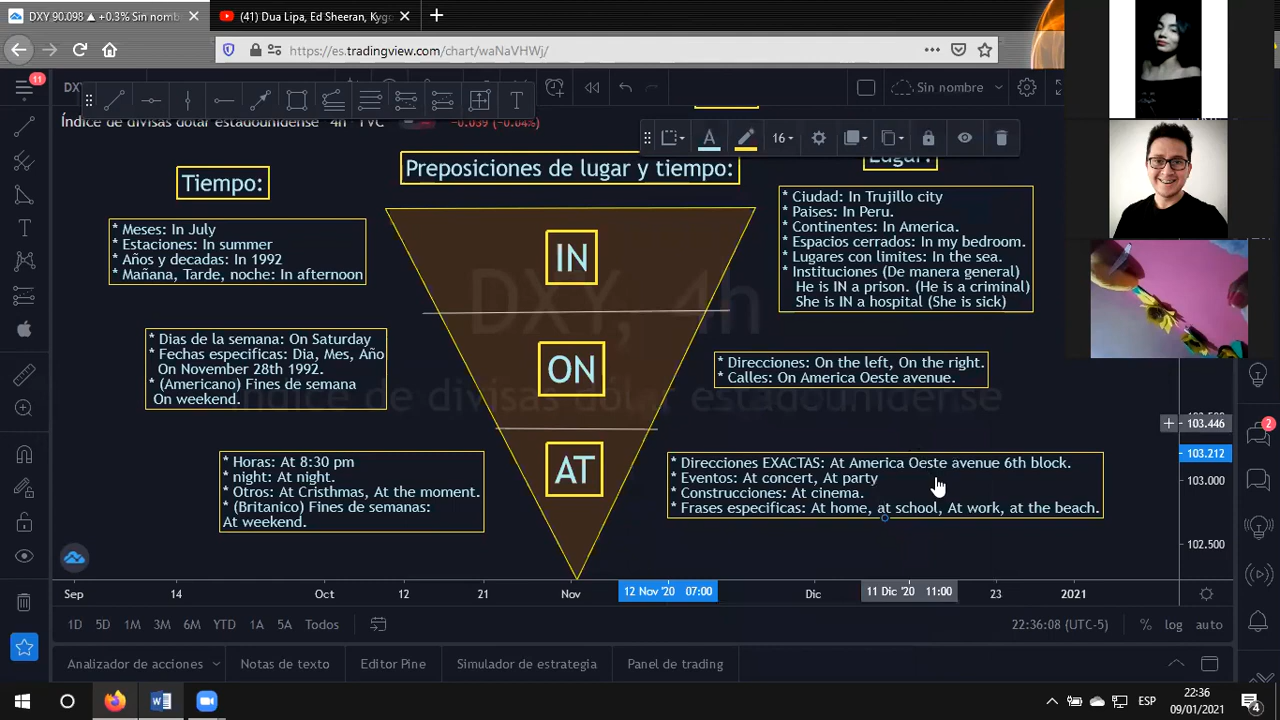 DXY 90.098 ▲ +0.3% Sin nomb
(41) Dua Lipa, Ed Sheeran, Kygo
https://es.tradingview.com/chart/waNaVHWj/
11
Sin nombre
Índice de divisas dólar estadounidense 4h TVC
-0.039 (-0.04%)
16
Preposiciones de lugar y tiempo:
Tiempo:
Lugar:
* Meses: In July
* Estaciones: In summer
* Años y decadas: In 1992
* Mañana, Tarde, noche: In afternoon
* Dias de la semana: On Saturday
* Fechas especificas: Dia, Mes, Año
On November 28th 1992.
* (Americano) Fines de semana
On weekend.
* Horas: At 8:30 pm
* night: At night.
* Otros: At Cristhmas, At the moment.
* (Britanico) Fines de semanas:
At weekend.
IN
ON
AT
DXY, 4h
Índice de divisas dólar estadounidense
* Ciudad: In Trujillo city
* Paises: In Peru.
* Continentes: In America.
* Espacios cerrados: In my bedroom.
* Lugares con limites: In the sea.
* Instituciones (De manera general)
He is IN a prison. (He is a criminal)
She is IN a hospital (She is sick)
* Direcciones: On the left, On the right.
* Calles: On America Oeste avenue.
* Direcciones EXACTAS: At America Oeste avenue 6th block.
* Eventos: At concert, At party
* Construcciones: At cinema.
* Frases especificas: At home, at school, At work, at the beach.
103.446
103.212
103.000
102.500
2
Sep 14 Oct 12 21 Nov 12 Nov '20 07:00 Dic 11 Dic '20 11:00 23 2021
1D 5D 1M 3M 6M YTD 1A 5A Todos
22:36:08 (UTC-5) % log auto
Analizador de acciones Notas de texto Editor Pine Simulador de estrategia Panel de trading
ESP
22:36
09/01/2021
4